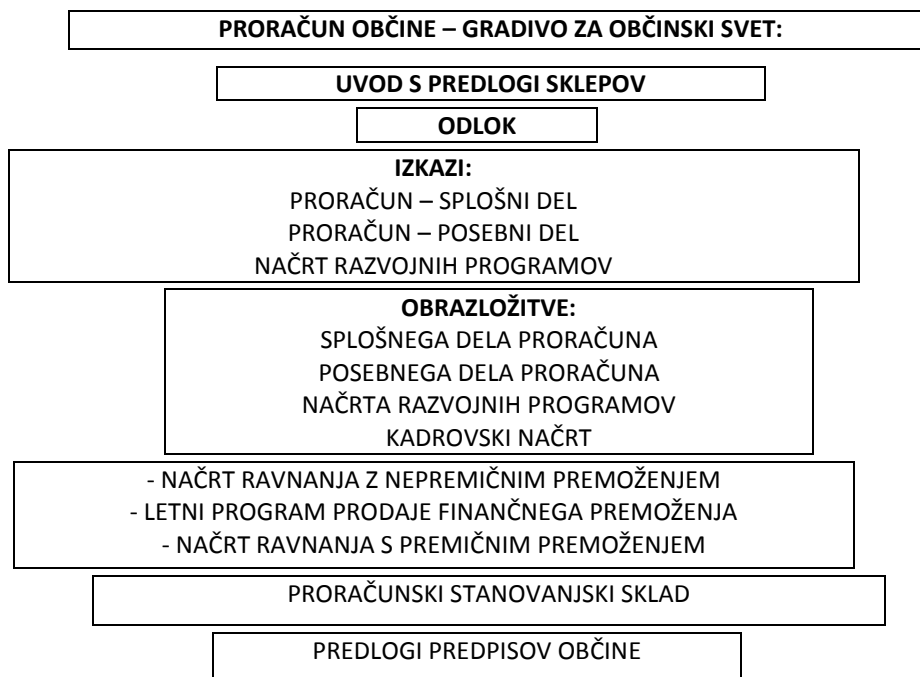 PRORAČUN OBČINE – GRADIVO ZA OBČINSKI SVET:
UVOD S PREDLOGI SKLEPOV
ODLOK
IZKAZI:
PRORAČUN – SPLOŠNI DEL
PRORAČUN – POSEBNI DEL
NAČRT RAZVOJNIH PROGRAMOV
OBRAZLOŽITVE:
SPLOŠNEGA DELA PRORAČUNA
POSEBNEGA DELA PRORAČUNA
NAČRTA RAZVOJNIH PROGRAMOV
KADROVSKI NAČRT
- NAČRT RAVNANJA Z NEPREMIČNIM PREMOŽENJEM
- LETNI PROGRAM PRODAJE FINANČNEGA PREMOŽENJA
- NAČRT RAVNANJA S PREMIČNIM PREMOŽENJEM
PRORAČUNSKI STANOVANJSKI SKLAD
PREDLOGI PREDPISOV OBČINE